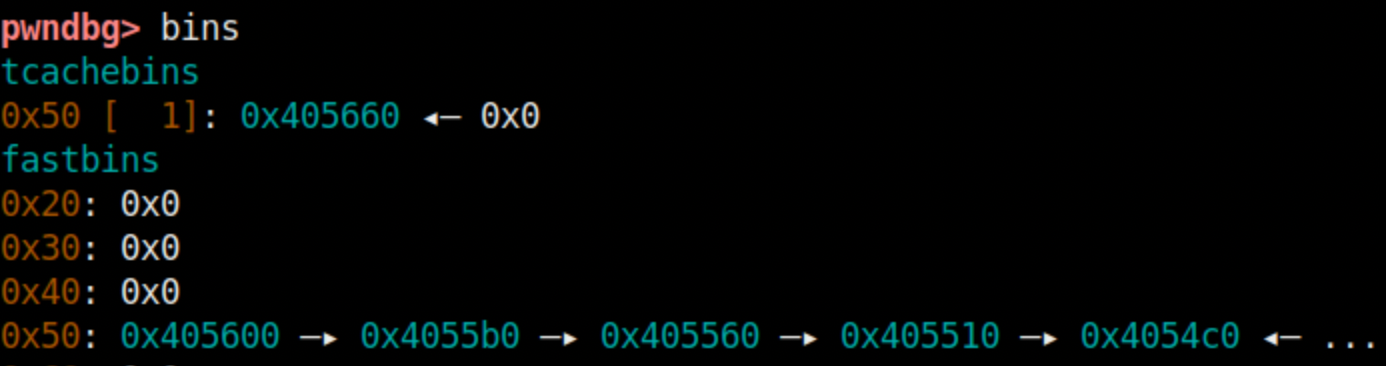 pwndbg> bins
tcachebins
0x50 [  1]: 0x405660 ◂— 0x0
fastbins
0x20: 0x0
0x30: 0x0
0x40: 0x0
0x50: 0x405600 —▸ 0x4055b0 —▸ 0x405560 —▸ 0x405510 —▸ 0x4054c0 ◂— ...